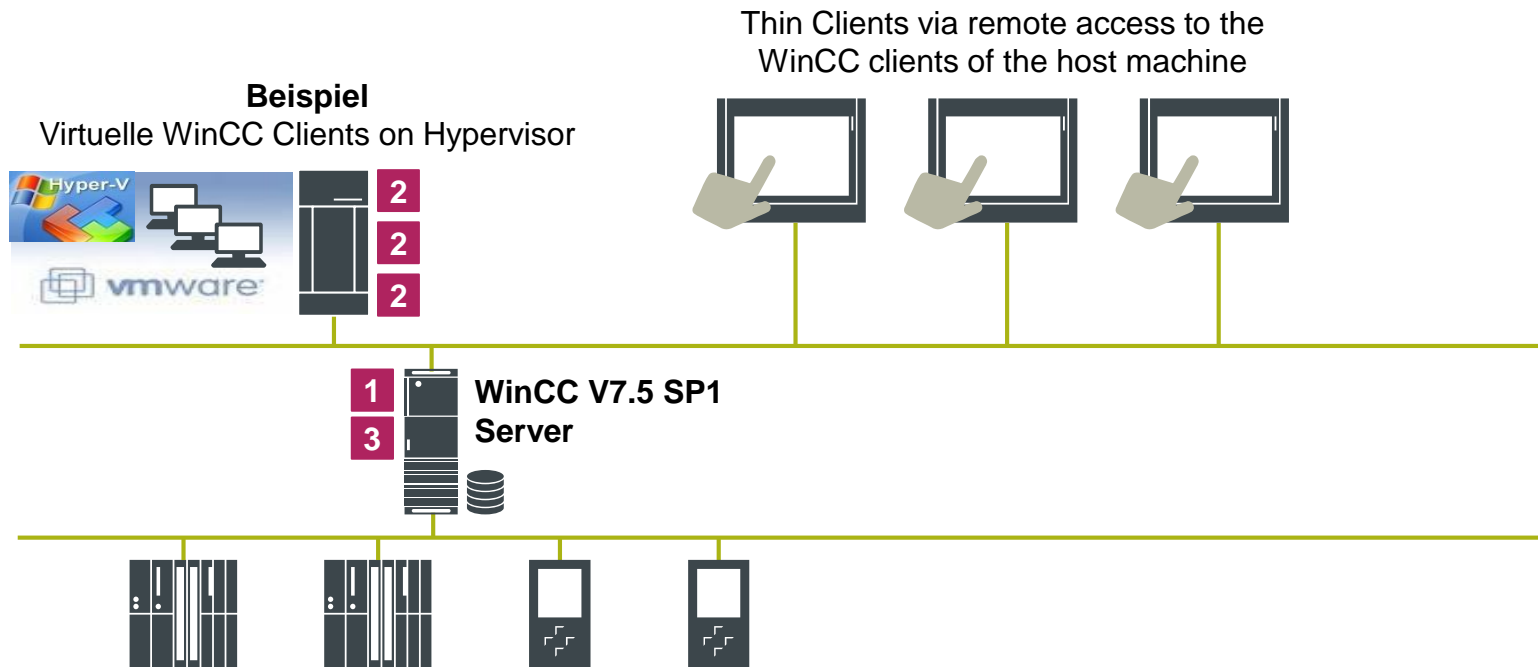 Thin Clients via remote access to the
WinCC clients of the host machine
Beispiel
Virtuelle WinCC Clients on Hypervisor
Hyper-V
vmware
2
2
2
1
3
WinCC V7.5 SP1
Server